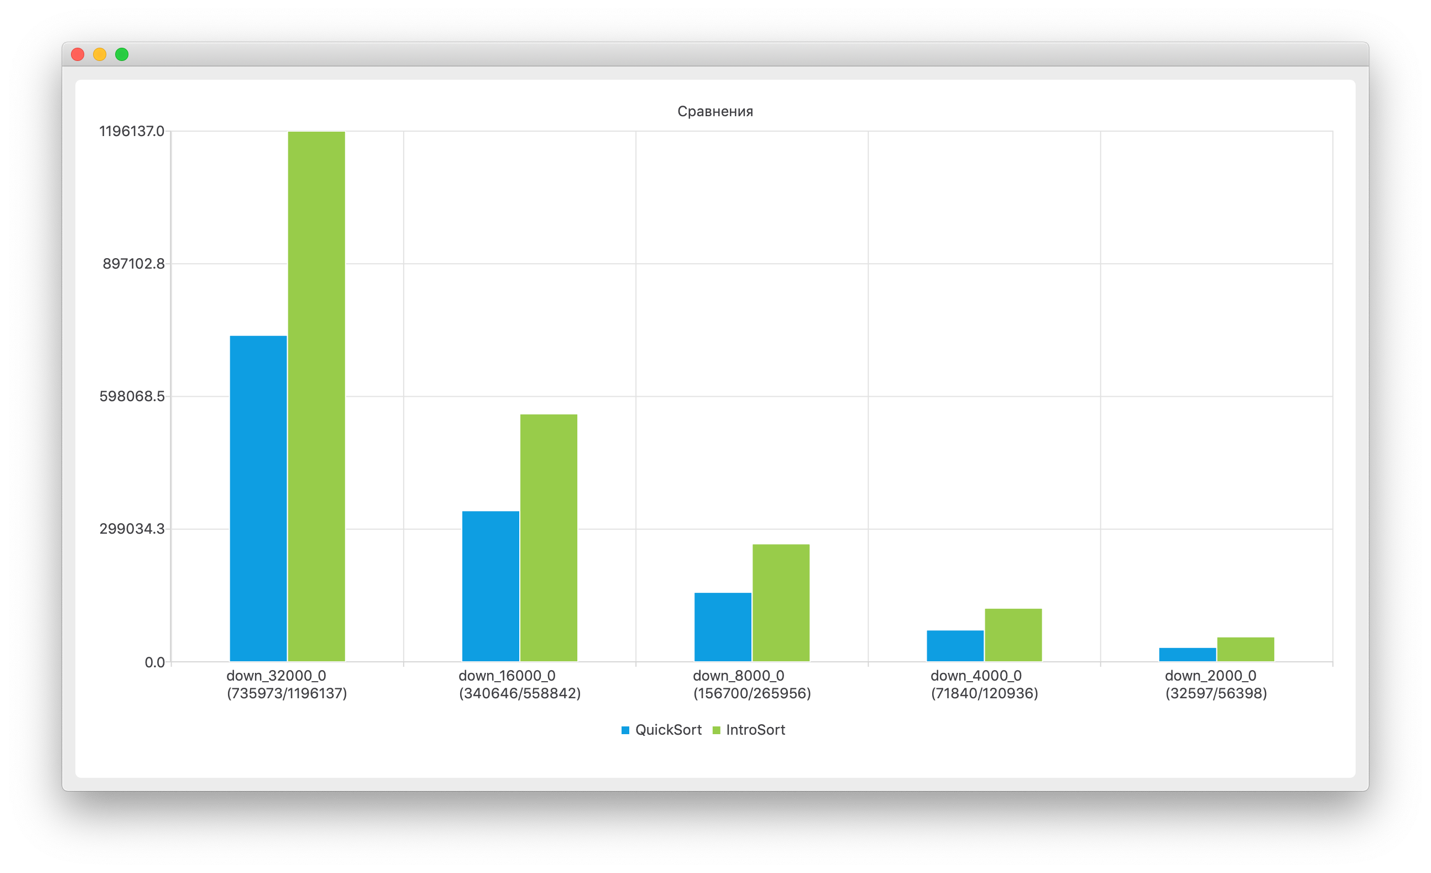 Сравнения
1196137.0
897102.8
598068.5
299034.3
0.0
down_32000_0
(735973/1196137)
down_16000_0
(340646/558842)
down_8000_0
(156700/265956)
down_4000_0
(71840/120936)
down_2000_0
(32597/56398)
QuickSort IntroSort